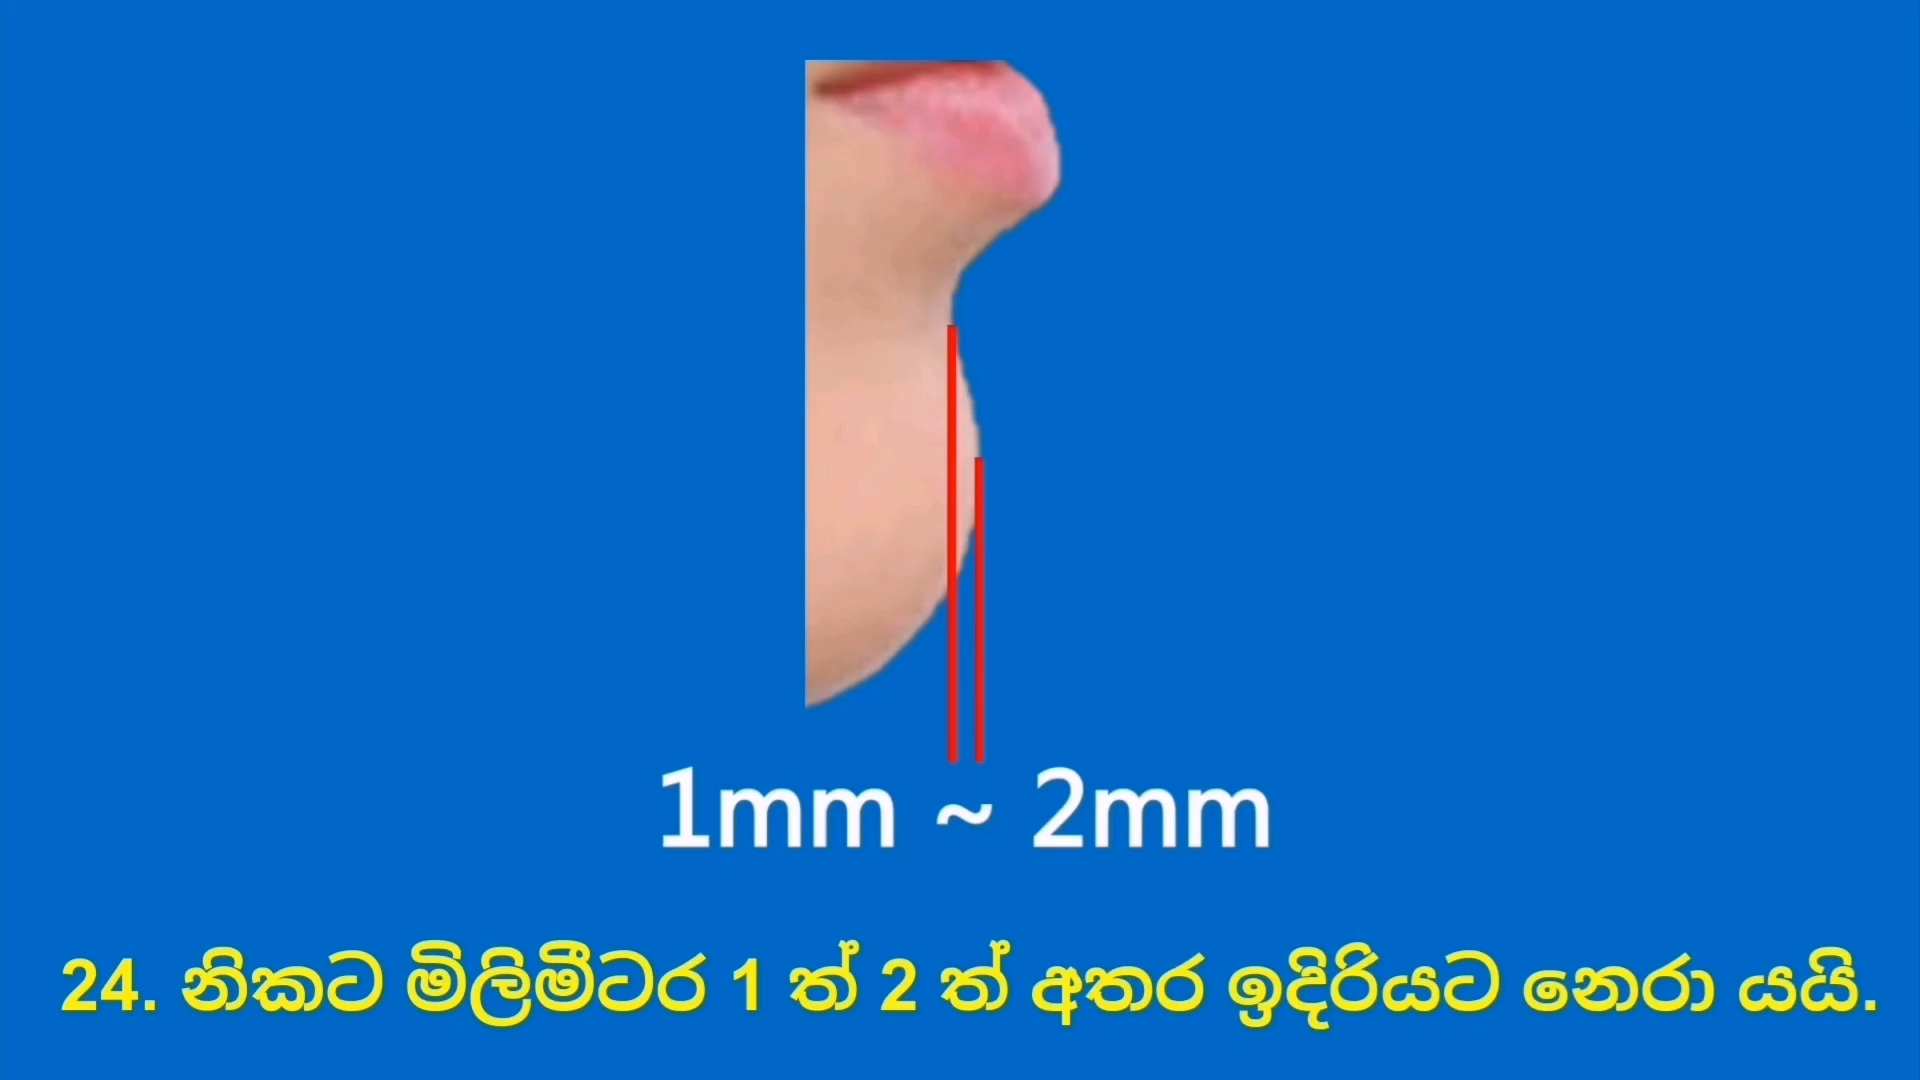 1mm ~ 2mm
24. නිකට මිලිමීටර 1 ත් 2 ත් අතර ඉදිරියට නෙරා යයි.